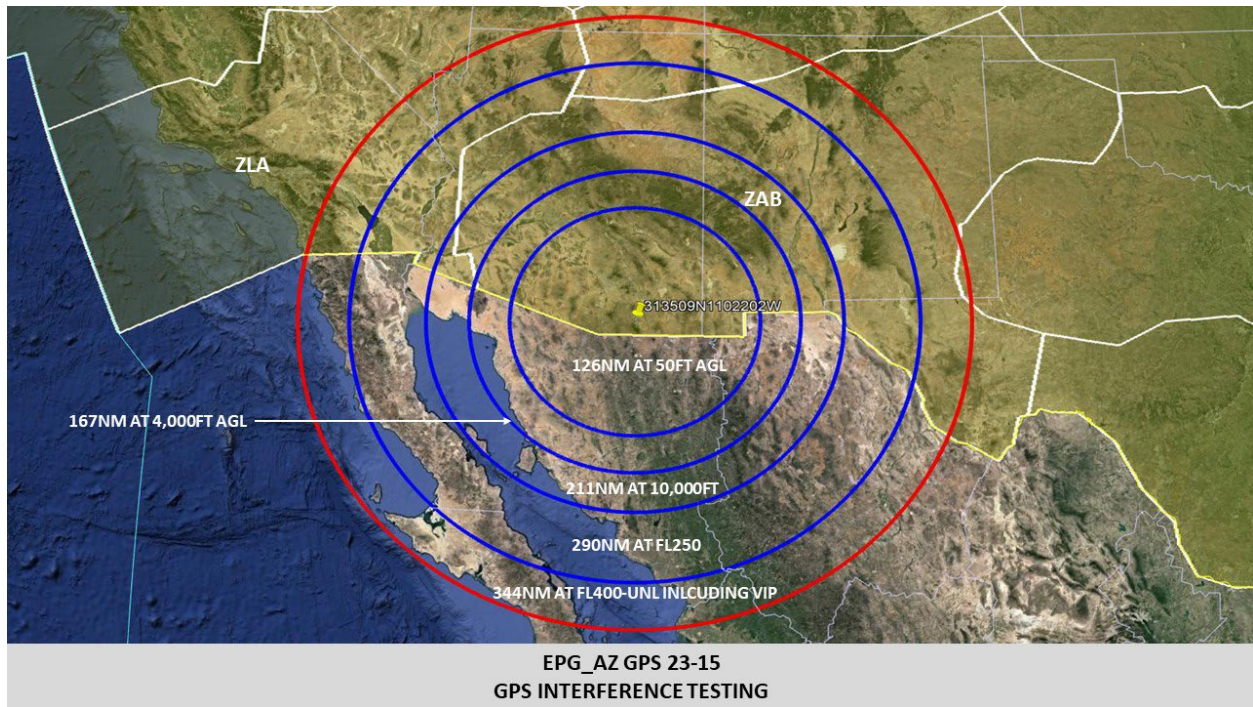 ZLA
ZAB
313509N1102202W
126NM AT 50FT AGL
167NM AT 4,000FT AGL
211NM AT 10,000FT
290NM AT FL250
344NM AT FL400-UNL INLCUDING VIP
EPG_AZ GPS 23-15
GPS INTERFERENCE TESTING